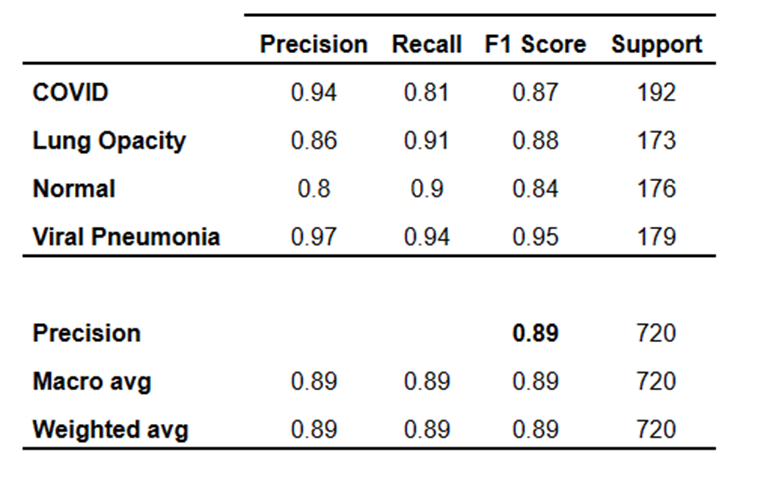 Precision Recall F1 Score Support
COVID 0.94 0.81 0.87 192
Lung Opacity 0.86 0.91 0.88 173
Normal 0.8 0.9 0.84 176
Viral Pneumonia 0.97 0.94 0.95 179
Precision 0.89 720
Macro avg 0.89 0.89 0.89 720
Weighted avg 0.89 0.89 0.89 720